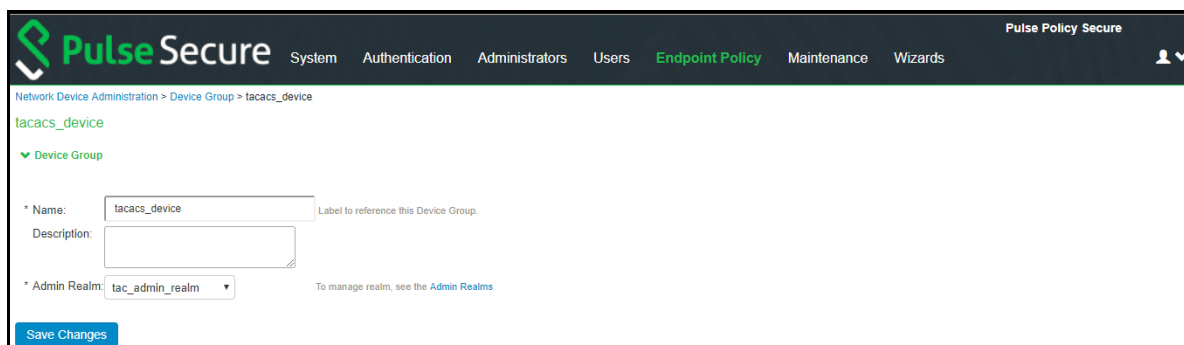 Pulse Policy Secure
Pulse Secure System Authentication Administrators Users Endpoint Policy Maintenance Wizards
Network Device Administration > Device Group > tacacs_device
tacacs_device
Device Group
* Name: tacacs_device Label to reference this Device Group.
Description:
* Admin Realm: tac_admin_realm To manage realm, see the Admin Realms
Save Changes